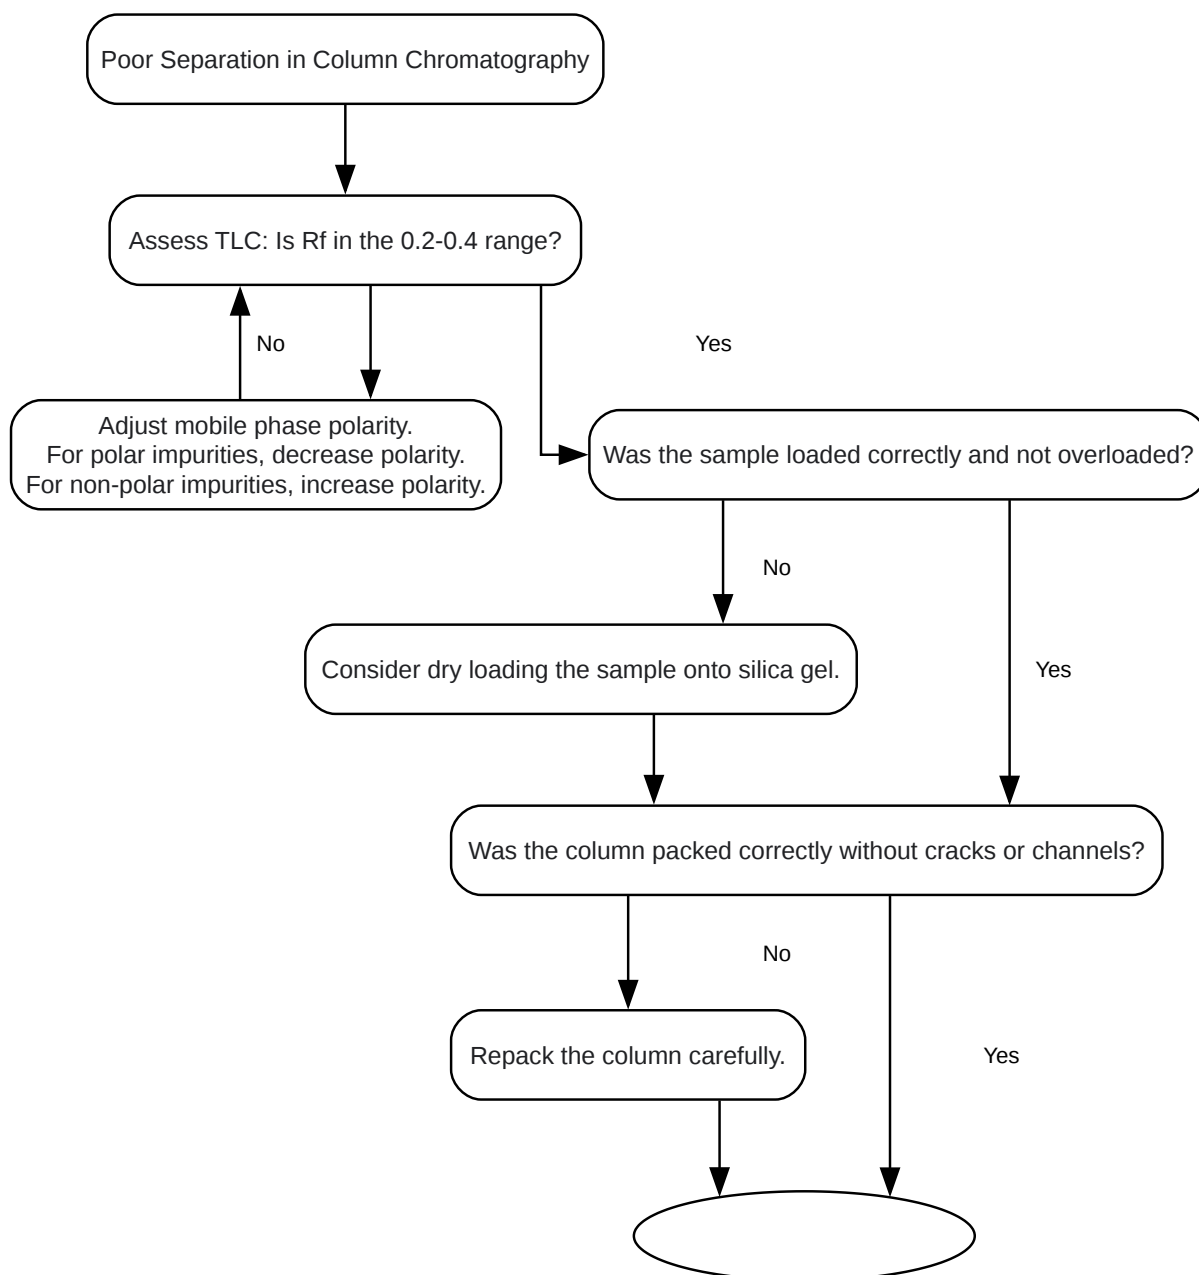 Poor Separation in Column Chromatography
Assess TLC: Is Rf in the 0.2-0.4 range?
No
Yes
Adjust mobile phase polarity.
For polar impurities, decrease polarity.
For non-polar impurities, increase polarity.
Was the sample loaded correctly and not overloaded?
No
Consider dry loading the sample onto silica gel.
Yes
Was the column packed correctly without cracks or channels?
No
Repack the column carefully.
Yes